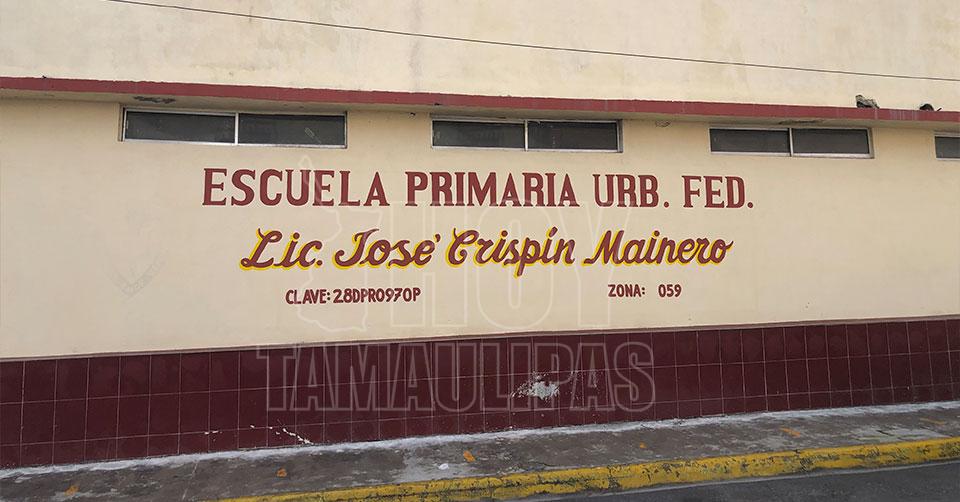 ESCUELA PRIMARIA URB. FED.
Lic. José Crispín Mainero
CLAVE: 28DPR0970P ZONA: 059
HOY
TAMAULIPAS